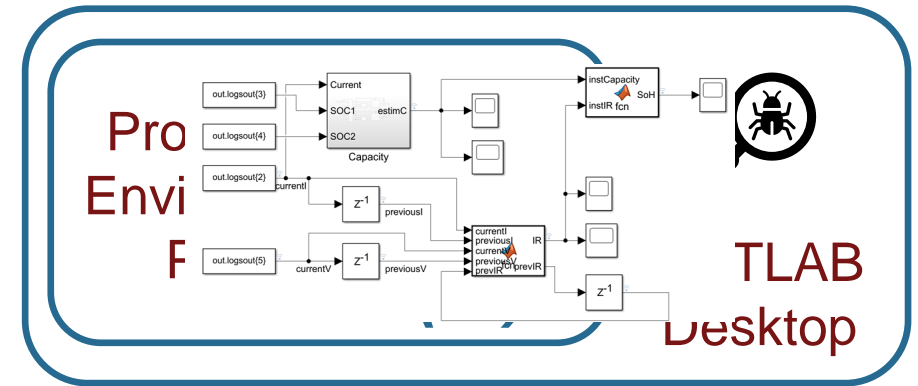 instCapacity
SoH
instIR
fcn
Current
SOC1
estimC
SOC2
Capacity
out.logsout{3}
out.logsout{4}
out.logsout{2}
currentI
z-1
previousI
out.logsout{5}
currentV
z-1
previousV
currentI
previousI
IR
currentV
previousV
prevIR
fcn
prevIR
z-1
Pro
Envi
TLAB
Desktop